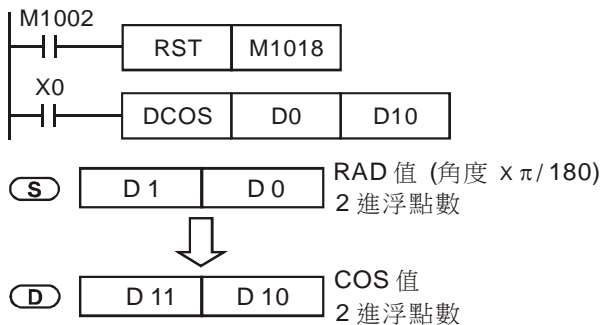 M1002
RST M1018
X0
DCOS D0 D10
S D 1 D 0 RAD 值 (角度 x π/180)
2 進浮點數
D D 11 D 10 COS 值
2 進浮點數